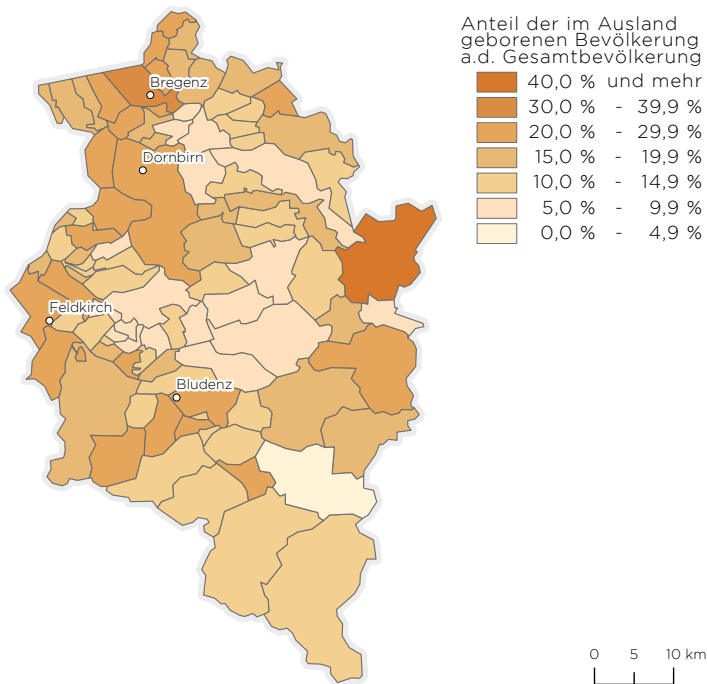 Anteil der im Ausland
geborenen Bevölkerung
a.d. Gesamtbevölkerung
40,0 % und mehr
30,0 % - 39,9 %
20,0 % - 29,9 %
15,0 % - 19,9 %
10,0 % - 14,9 %
5,0 % - 9,9 %
0,0 % - 4,9 %
Bregenz
Dornbirn
Feldkirch
Bludenz
0 5 10 km